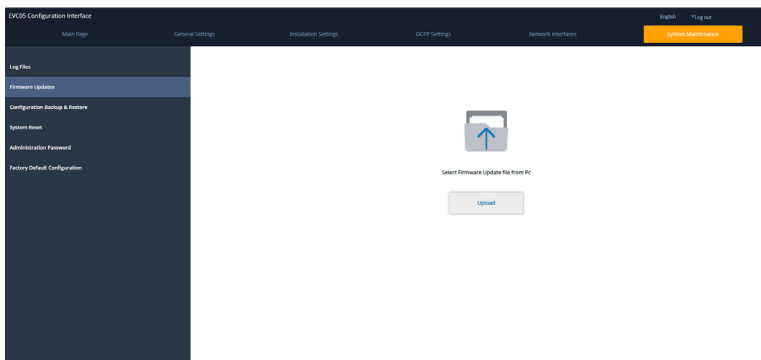 EVC05 Configuration Interface
English Log out
Main Page General Settings Installation Settings OCPP Settings Network Interfaces System Maintenance
Log Files
Firmware Updates
Configuration Backup & Restore
System Reset
Administration Password
Factory Default Configuration
Select Firmware Update file from Pc
Upload